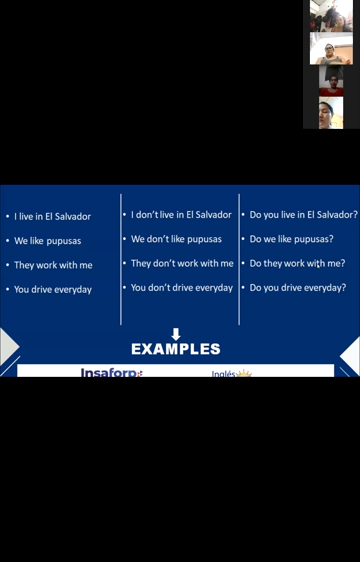 • I live in El Salvador
• We like pupusas
• They work with me
• You drive everyday
• I don't live in El Salvador
• We don't like pupusas
• They don't work with me
• You don't drive everyday
• Do you live in El Salvador?
• Do we like pupusas?
• Do they work with me?
• Do you drive everyday?
EXAMPLES
Insaforp
Inglés